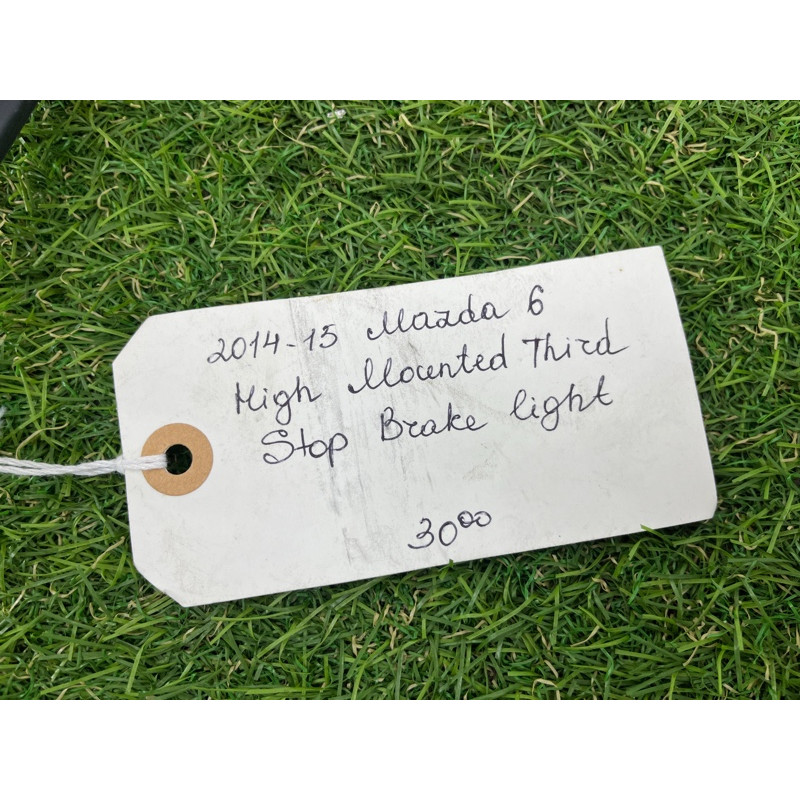 2014-15 Mazda 6
High Mounted Third
Stop Brake light
30⁰⁰